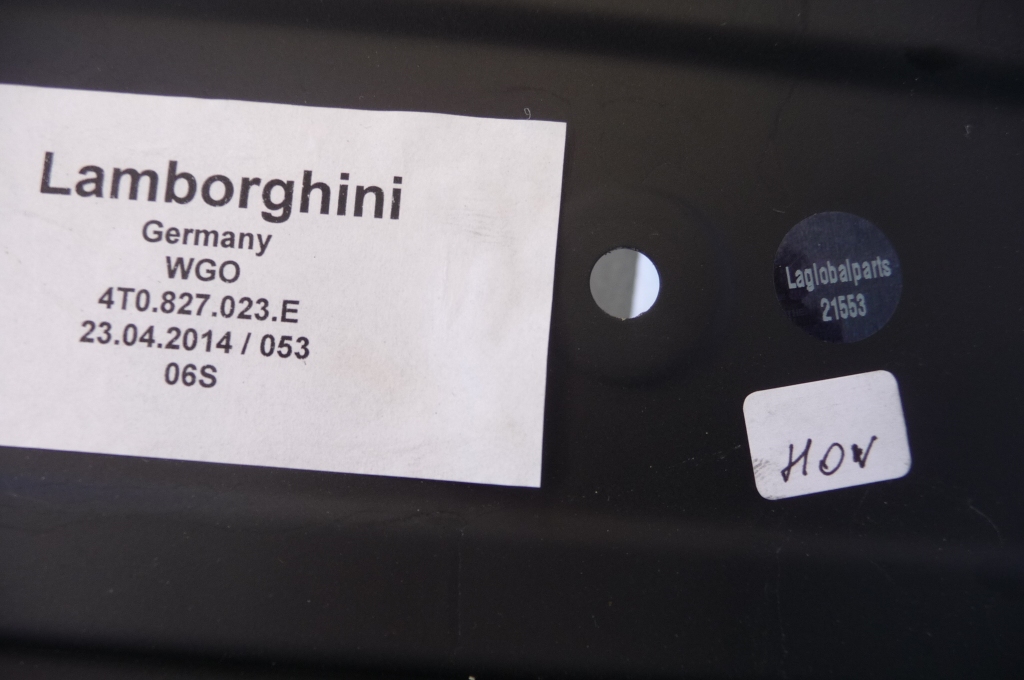 Lamborghini
Germany
WGO
4T0.827.023.E
23.04.2014 / 053
06S
Laglobalparts
21553
HOV